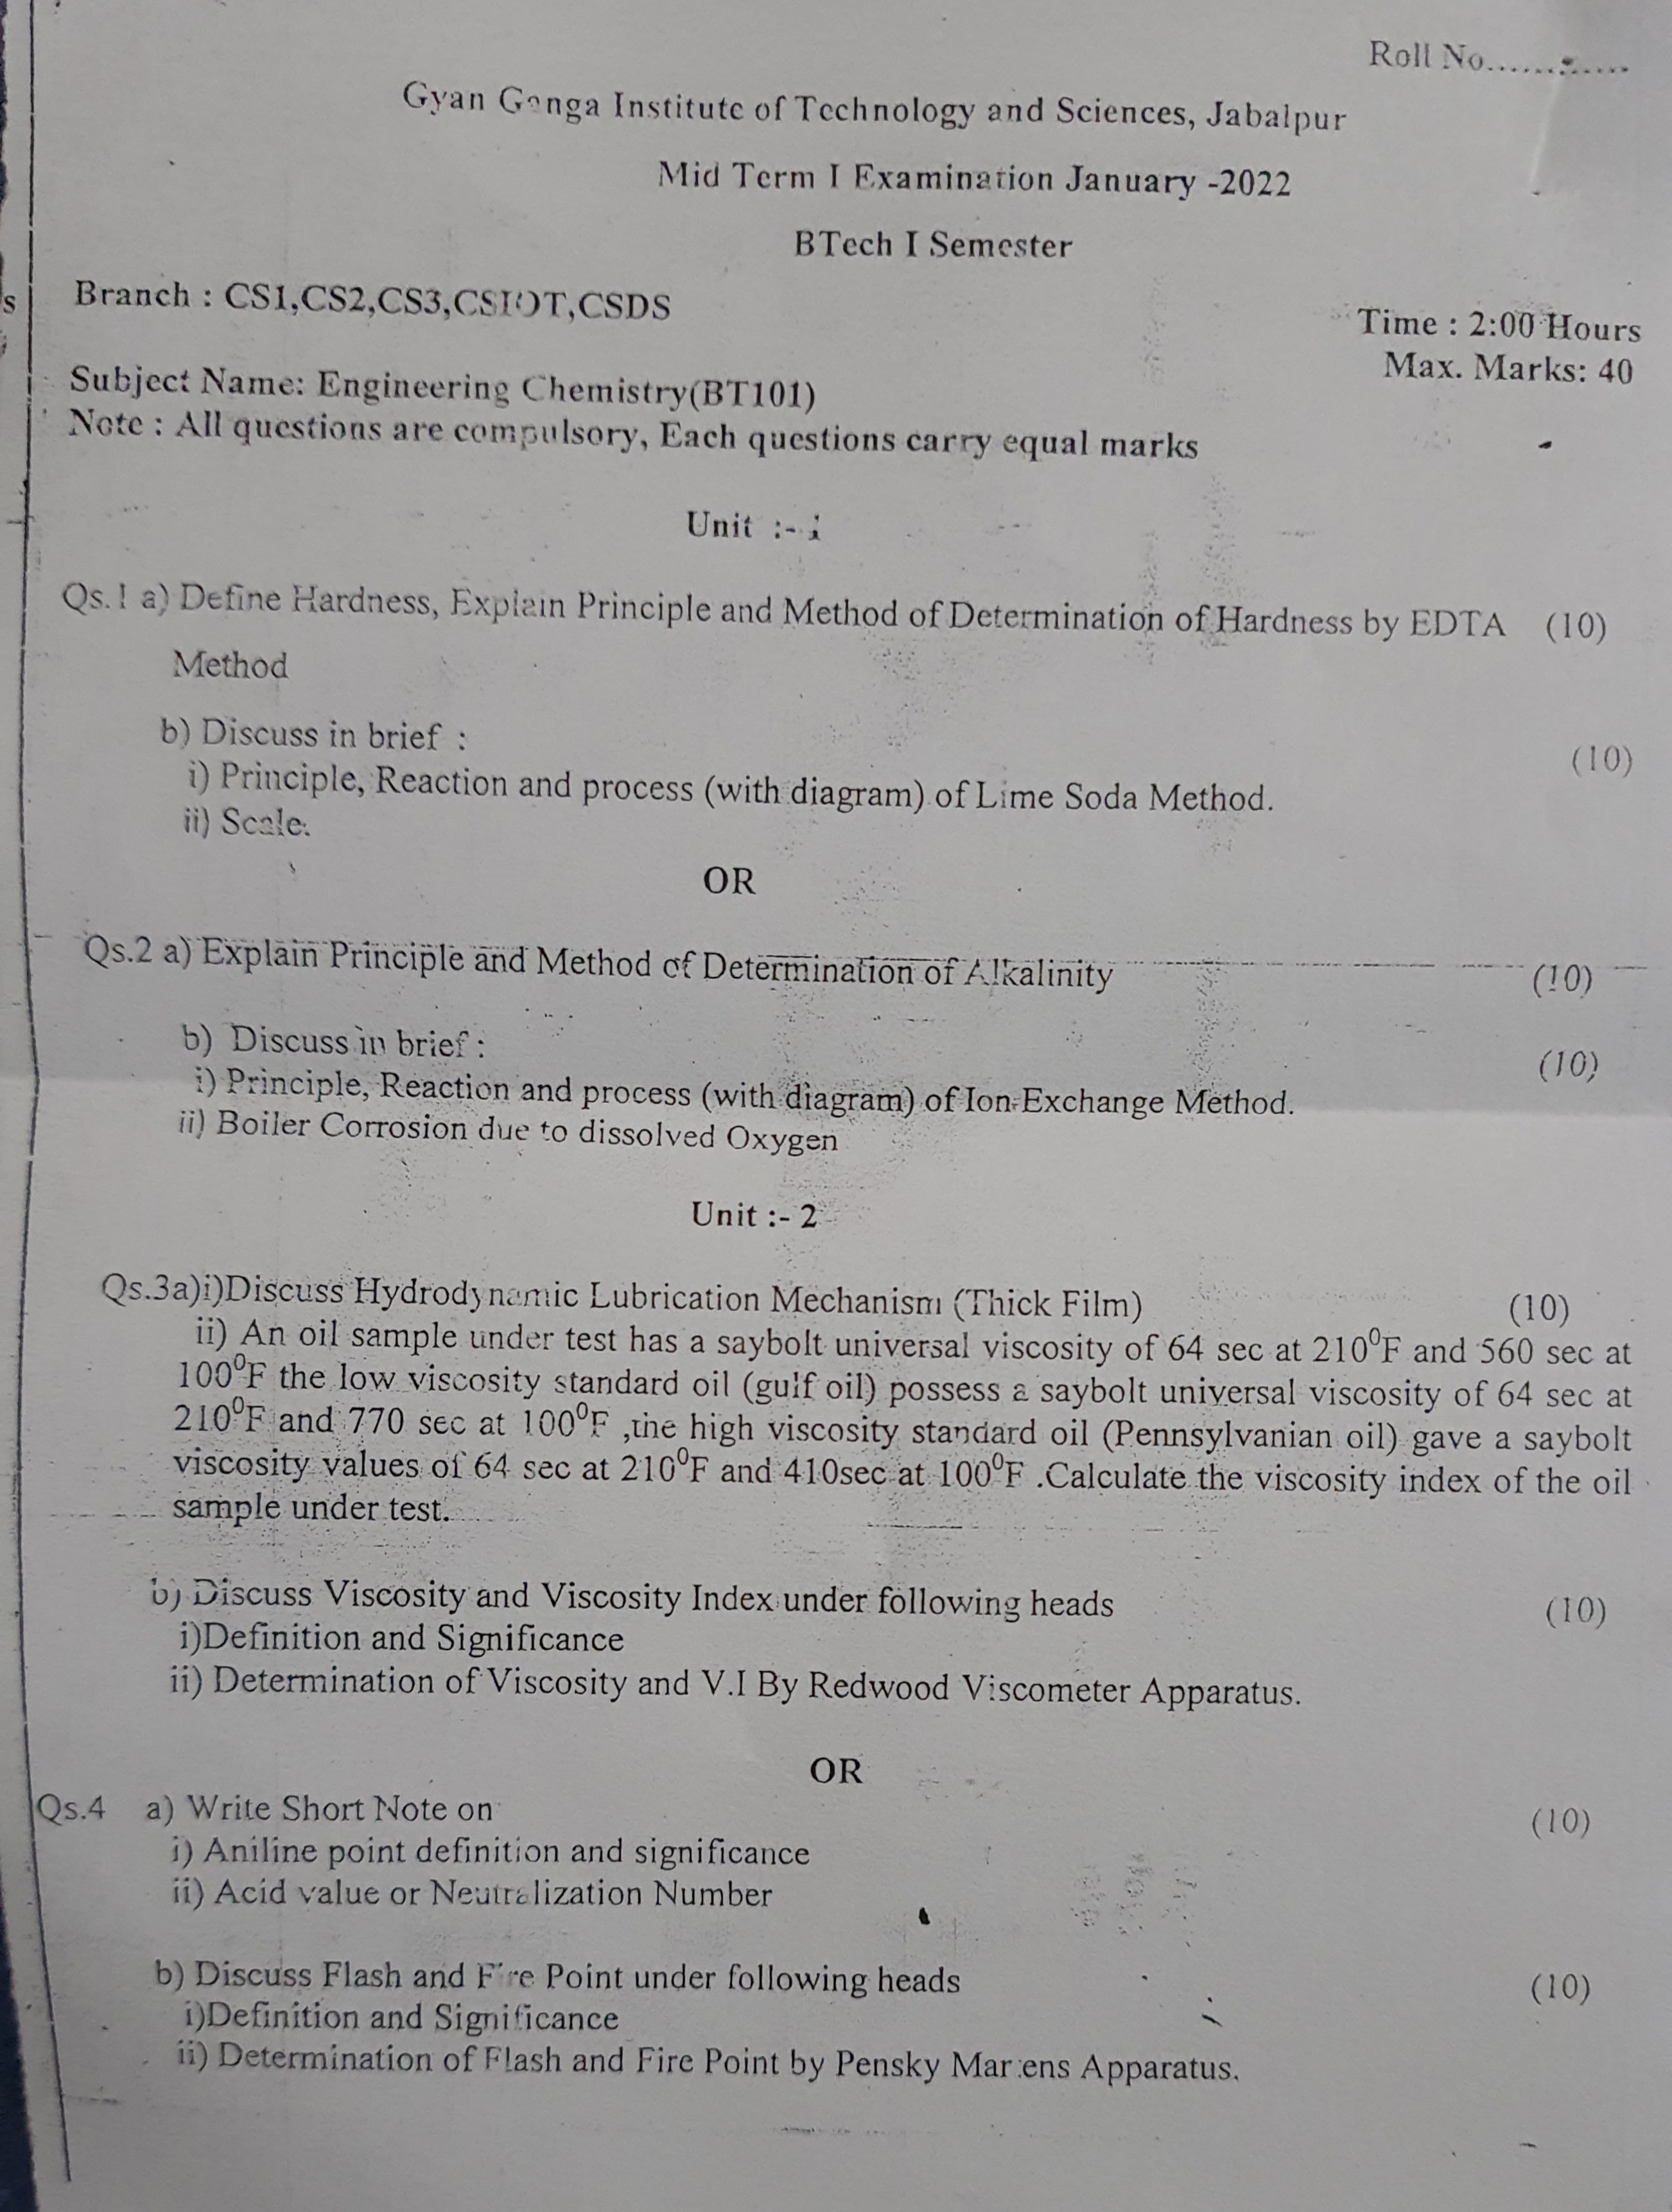 Roll No.............
Gyan Ganga Institute of Technology and Sciences, Jabalpur
Mid Term I Examination January -2022
BTech I Semester
Branch : CS1,CS2,CS3,CSIOT,CSDS
Time : 2:00 Hours
Max. Marks: 40
Subject Name: Engineering Chemistry(BT101)
Note : All questions are compulsory, Each questions carry equal marks
Unit :- 1
Qs.1 a) Define Hardness, Explain Principle and Method of Determination of Hardness by EDTA (10)
Method
b) Discuss in brief :
(10)
i) Principle, Reaction and process (with diagram) of Lime Soda Method.
ii) Scale.
OR
Qs.2 a) Explain Principle and Method of Determination of Alkalinity (10)
b) Discuss in brief : (10)
i) Principle, Reaction and process (with diagram) of Ion-Exchange Method.
ii) Boiler Corrosion due to dissolved Oxygen
Unit :- 2
Qs.3a)i)Discuss Hydrodynamic Lubrication Mechanism (Thick Film) (10)
ii) An oil sample under test has a saybolt universal viscosity of 64 sec at 210⁰F and 560 sec at
100⁰F the low viscosity standard oil (gulf oil) possess a saybolt universal viscosity of 64 sec at
210⁰F and 770 sec at 100⁰F ,the high viscosity standard oil (Pennsylvanian oil) gave a saybolt
viscosity values of 64 sec at 210⁰F and 410sec at 100⁰F .Calculate the viscosity index of the oil
sample under test.
b) Discuss Viscosity and Viscosity Index under following heads (10)
i)Definition and Significance
ii) Determination of Viscosity and V.I By Redwood Viscometer Apparatus.
OR
Qs.4 a) Write Short Note on (10)
i) Aniline point definition and significance
ii) Acid value or Neutralization Number
b) Discuss Flash and Fire Point under following heads (10)
i)Definition and Significance
ii) Determination of Flash and Fire Point by Pensky Martens Apparatus.